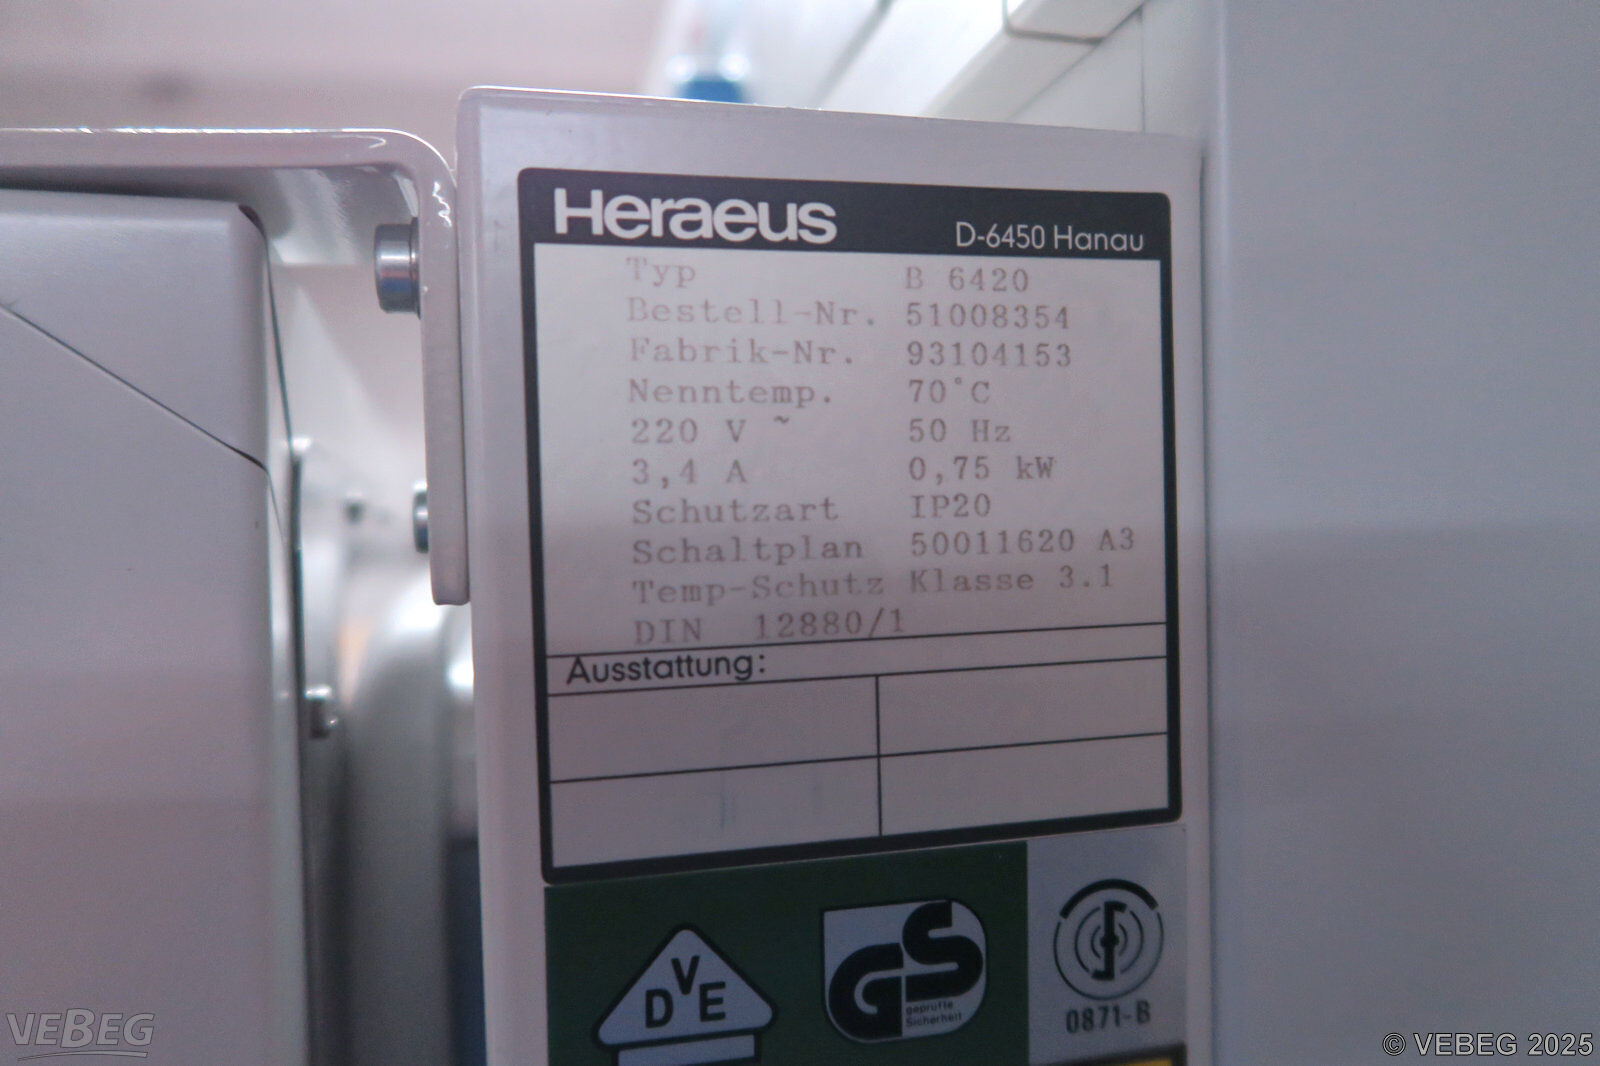 Heraeus D-6450 Hanau
Typ B 6420
Bestell-Nr. 51008354
Fabrik-Nr. 93104153
Nenntemp. 70°C
220 V ~ 50 Hz
3,4 A 0,75 kW
Schutzart IP20
Schaltplan 50011620 A3
Temp-Schutz Klasse 3.1
DIN 12880/1
Ausstattung:
DVE
GS
geprüfte
Sicherheit
0871-B
VEBEG
© VEBEG 2025